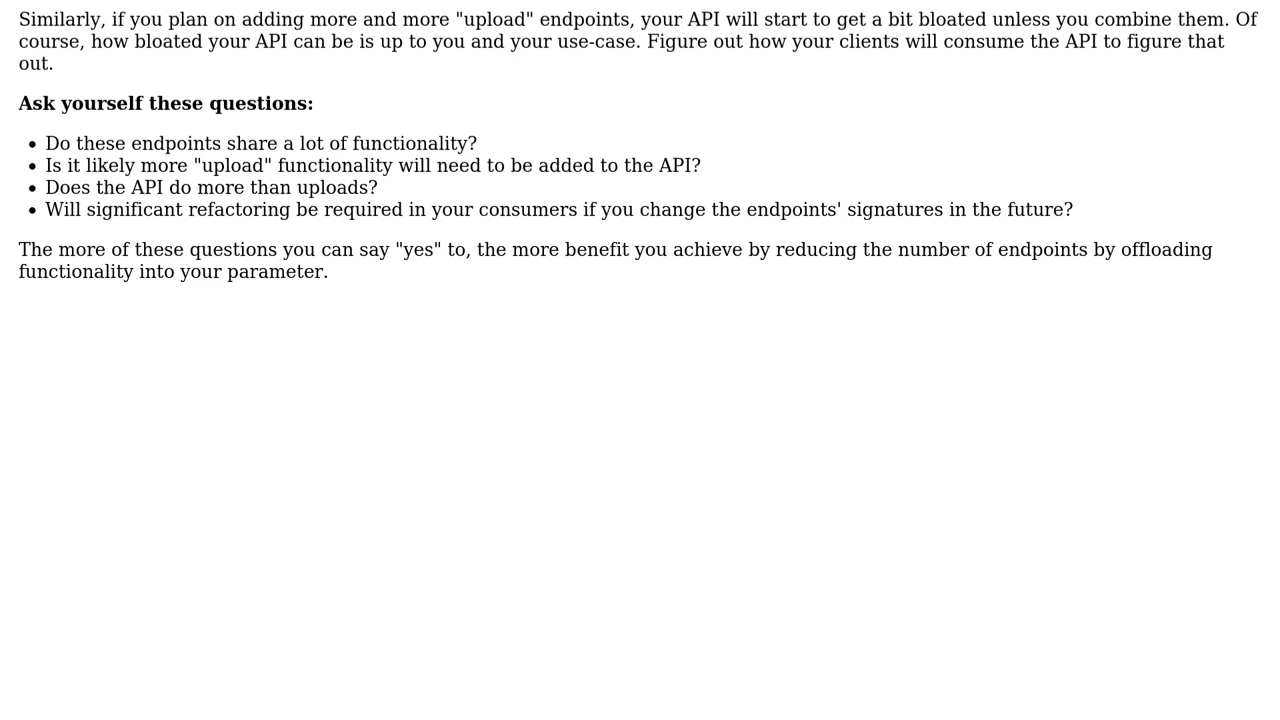 Similarly, if you plan on adding more and more "upload" endpoints, your API will start to get a bit bloated unless you combine them. Of
course, how bloated your API can be is up to you and your use-case. Figure out how your clients will consume the API to figure that
out.
Ask yourself these questions:
• Do these endpoints share a lot of functionality?
• Is it likely more "upload" functionality will need to be added to the API?
• Does the API do more than uploads?
• Will significant refactoring be required in your consumers if you change the endpoints' signatures in the future?
The more of these questions you can say "yes" to, the more benefit you achieve by reducing the number of endpoints by offloading
functionality into your parameter.